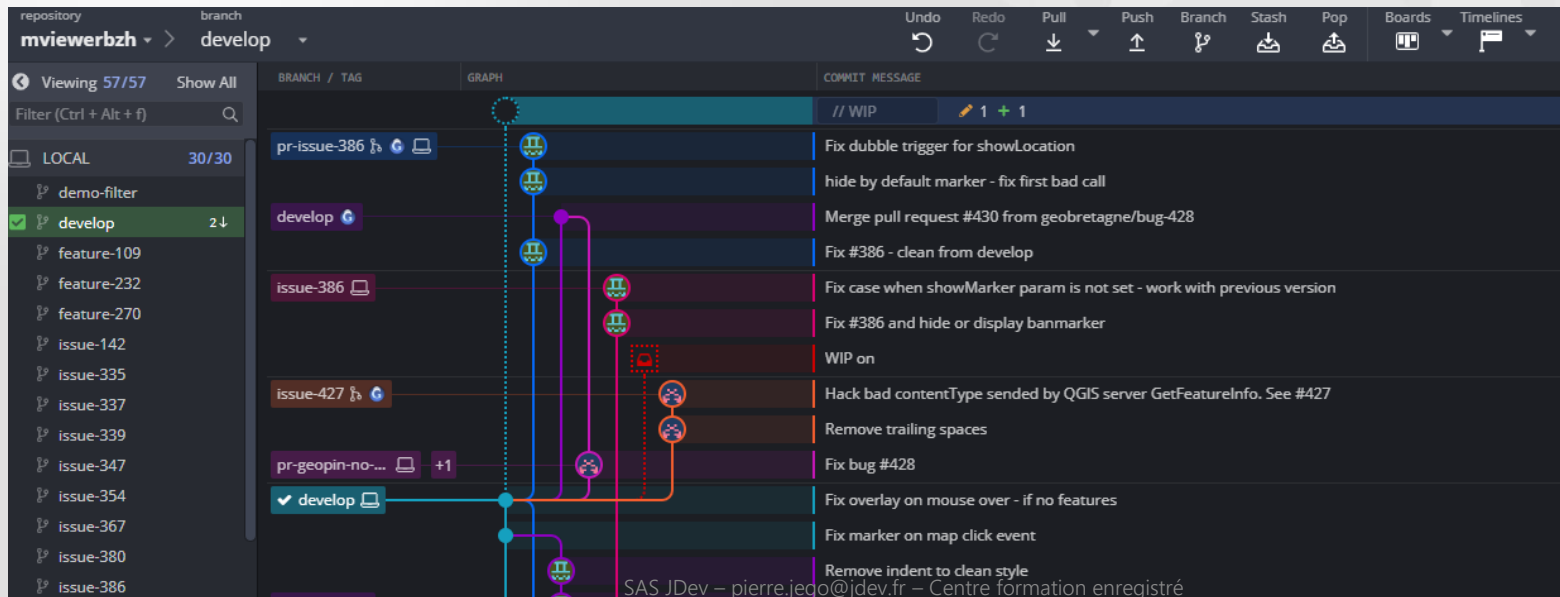 repository
branch
mviewerbzh
develop
Undo
Redo
Pull
Push
Branch
Stash
Pop
Boards
Timelines
Viewing 57/57
Show All
Filter (Ctrl + Alt + f)
LOCAL
30/30
demo-filter
develop
2↓
feature-109
feature-232
feature-270
issue-142
issue-335
issue-337
issue-339
issue-347
issue-354
issue-367
issue-380
issue-386
BRANCH / TAG
GRAPH
COMMIT MESSAGE
// WIP
1 + 1
pr-issue-386
Fix dubble trigger for showLocation
hide by default marker - fix first bad call
develop
Merge pull request #430 from geobretagne/bug-428
Fix #386 - clean from develop
issue-386
Fix case when showMarker param is not set - work with previous version
Fix #386 and hide or display banmarker
WIP on
issue-427
Hack bad contentType sended by QGIS server GetFeatureInfo. See #427
Remove trailing spaces
pr-geopin-no-...
+1
Fix bug #428
develop
Fix overlay on mouse over - if no features
Fix marker on map click event
Remove indent to clean style
SAS JDev – pierre.jego@jdev.fr – Centre formation enregistré